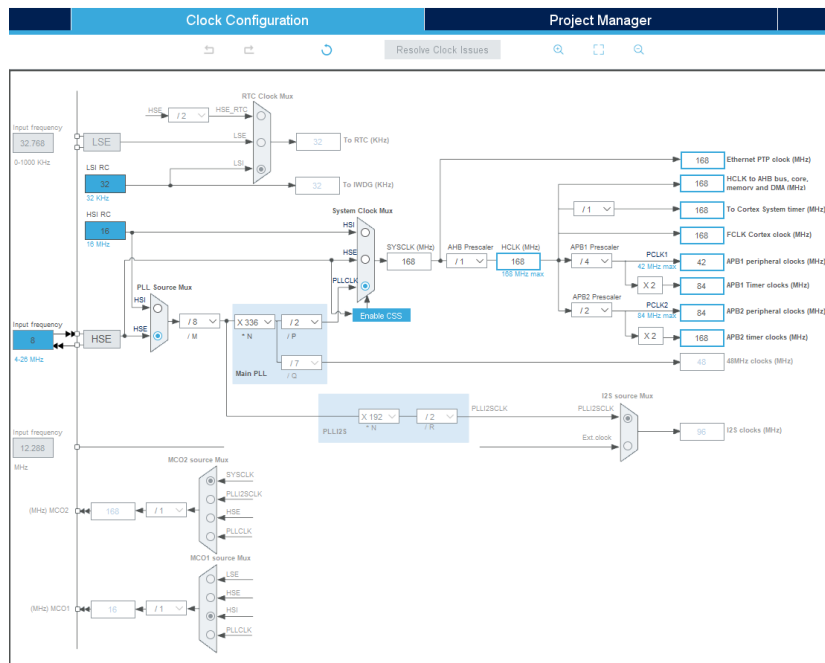 Clock Configuration
Project Manager
Resolve Clock Issues
RTC Clock Mux
HSE
/ 2
HSE_RTC
Input frequency
32.768
0-1000 KHz
LSE
LSE
32
To RTC (KHz)
LSI RC
32
32 KHz
LSI
32
To IWDG (KHz)
HSI RC
16
16 MHz
System Clock Mux
HSI
HSE
PLLCLK
SYSCLK (MHz)
168
AHB Prescaler
/ 1
HCLK (MHz)
168
168 MHz max
Enable CSS
168
Ethernet PTP clock (MHz)
168
HCLK to AHB bus, core,
memory and DMA (MHz)
/ 1
168
To Cortex System timer (MHz)
168
FCLK Cortex clock (MHz)
APB1 Prescaler
/ 4
PCLK1
42 MHz max
42
APB1 peripheral clocks (MHz)
X 2
84
APB1 Timer clocks (MHz)
APB2 Prescaler
/ 2
PCLK2
84 MHz max
84
APB2 peripheral clocks (MHz)
X 2
168
APB2 timer clocks (MHz)
PLL Source Mux
HSI
HSE
Input frequency
8
4-26 MHz
HSE
/ 8
/ M
X 336
* N
/ 2
/ P
/ 7
/ Q
Main PLL
48
48MHz clocks (MHz)
X 192
* N
/ 2
/ R
PLLI2S
PLLI2SCLK
I2S source Mux
PLLI2SCLK
Ext.clock
96
I2S clocks (MHz)
Input frequency
12.288
MHz
MCO2 source Mux
SYSCLK
PLLI2SCLK
HSE
PLLCLK
(MHz) MCO2
168
/ 1
MCO1 source Mux
LSE
HSE
HSI
PLLCLK
(MHz) MCO1
16
/ 1